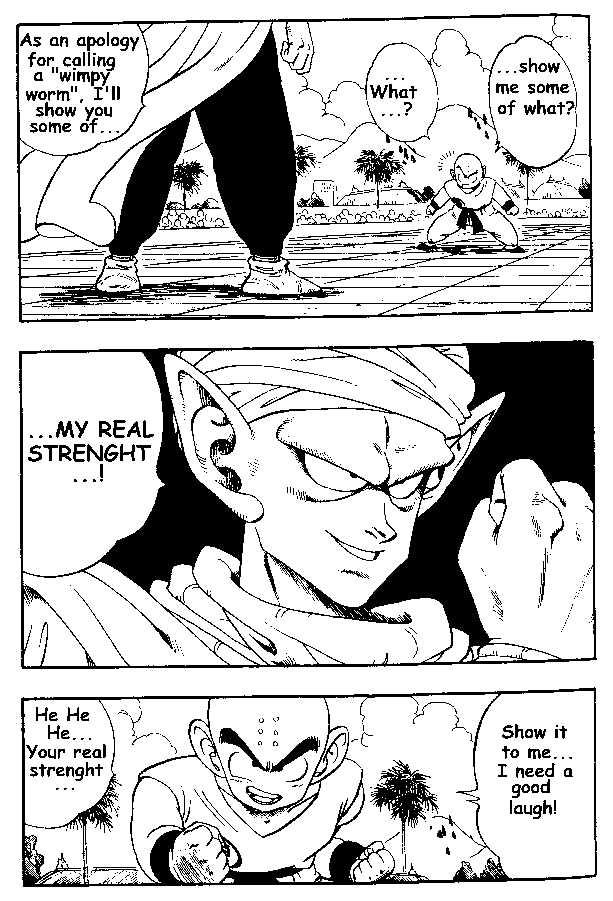 As an apology
for calling
a "wimpy
worm", I'll
show you
some of...
...
What
...?
...show
me some
of what?
...MY REAL
STRENGHT
...!
He He
He...
Your real
strenght
...
Show it
to me...
I need a
good
laugh!